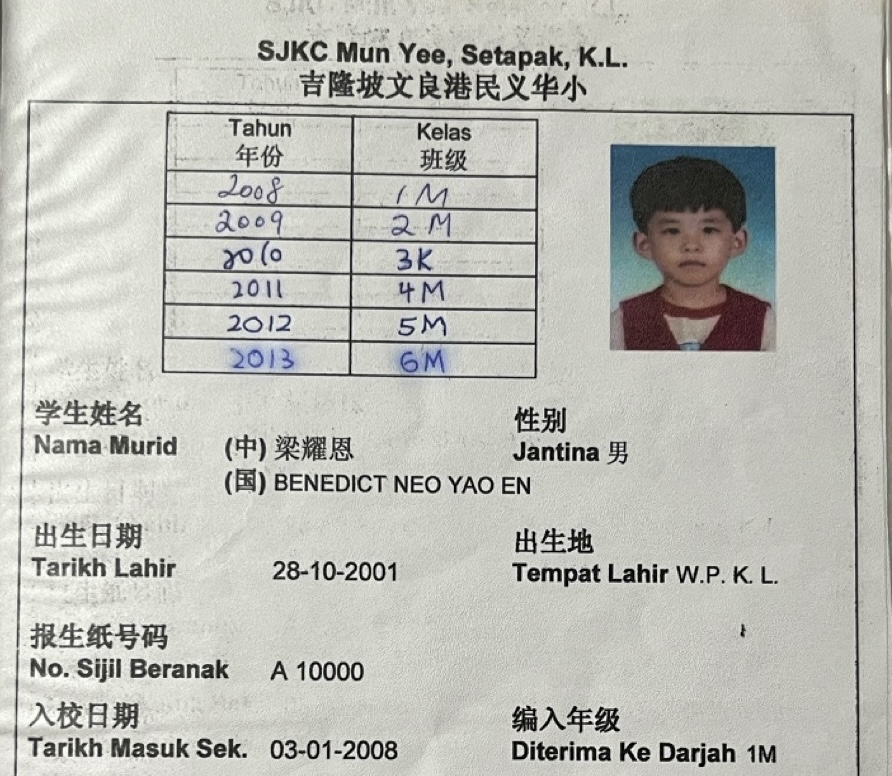 SJKC Mun Yee, Setapak, K.L.
吉隆坡文良港民义华小
Tahun Kelas
年份 班级
2008 1M
2009 2M
2010 3K
2011 4M
2012 5M
2013 6M
学生姓名 性别
Nama Murid (中) 梁耀恩 Jantina 男
(国) BENEDICT NEO YAO EN
出生日期 出生地
Tarikh Lahir 28-10-2001 Tempat Lahir W.P. K. L.
报生纸号码
No. Sijil Beranak A 10000
入校日期 编入年级
Tarikh Masuk Sek. 03-01-2008 Diterima Ke Darjah 1M